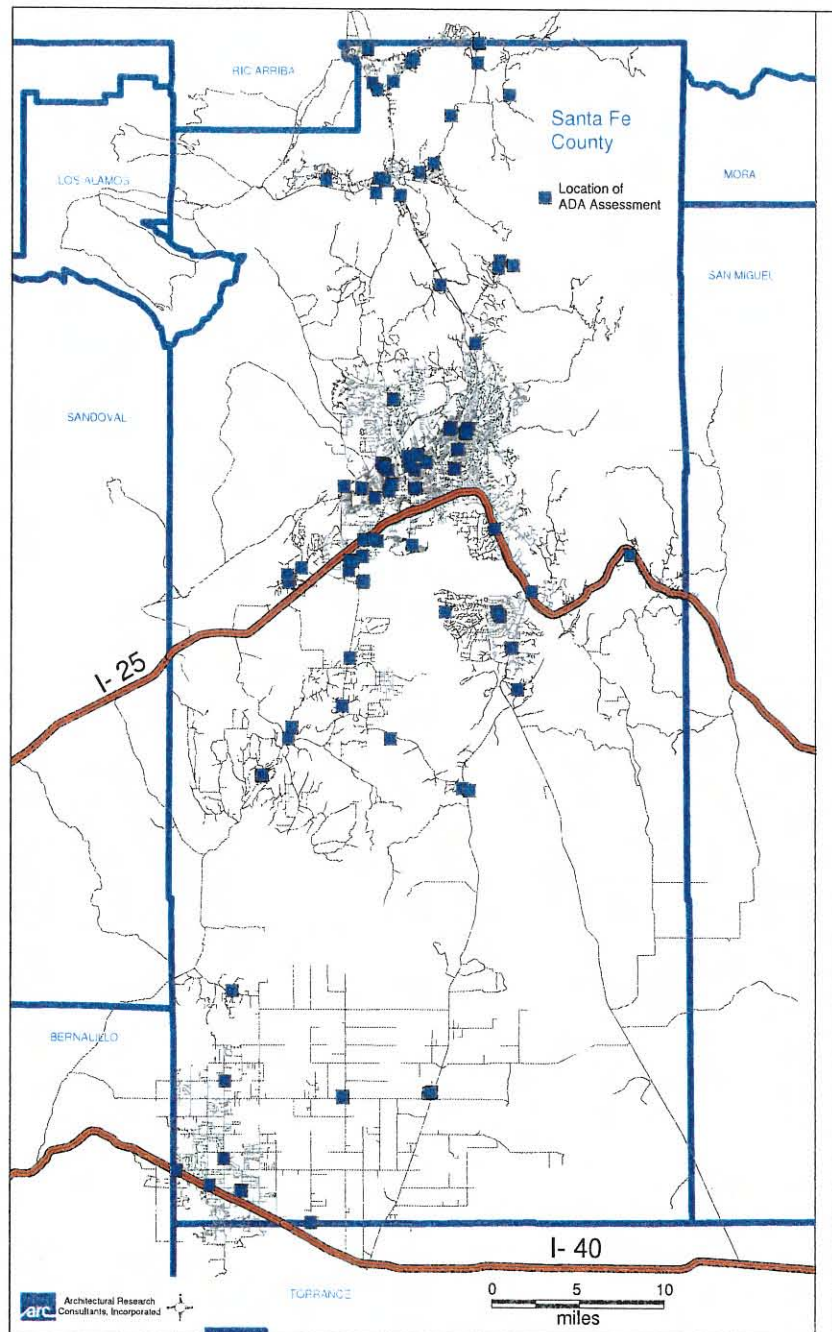 RIC ARRIBA
Santa Fe
County
LOS ALAMOS
MORA
Location of
ADA Assessment
SAN MIGUEL
SANDOVAL
I- 25
BERNALILLO
I- 40
TORRANCE
arc
Architectural Research
Consultants, Incorporated
0 5 10
miles